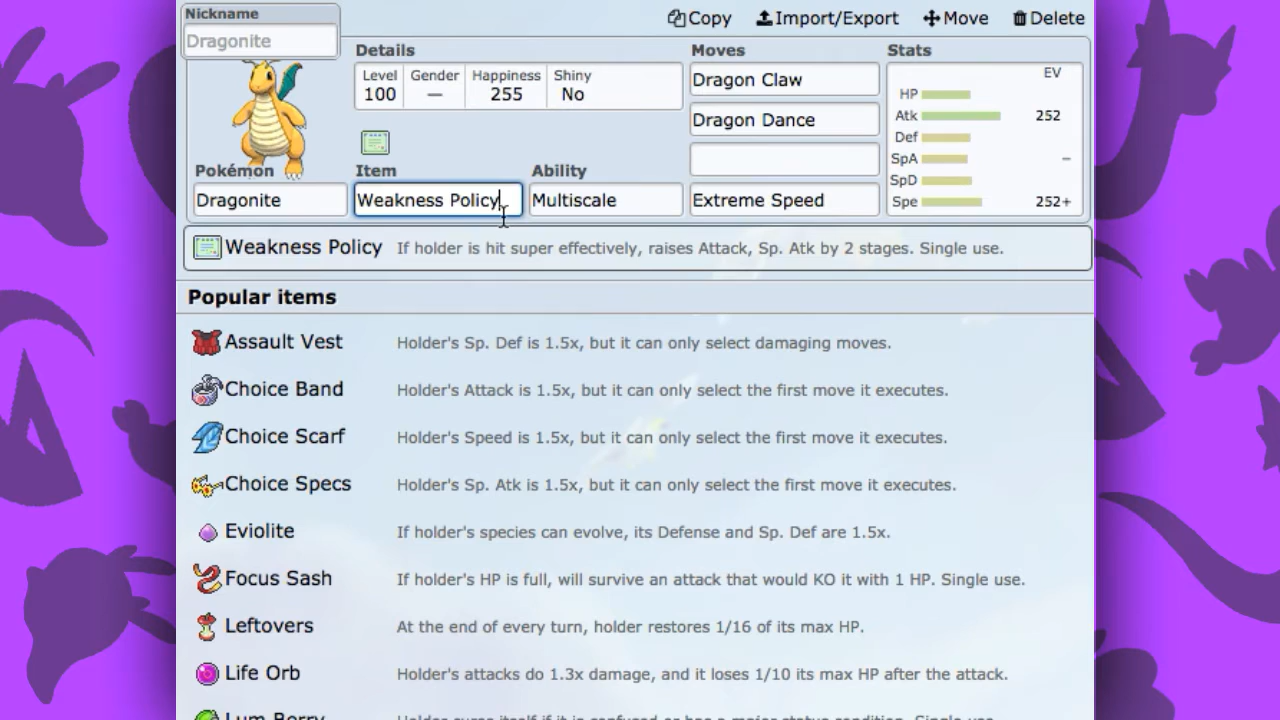 Nickname
Dragonite
Copy Import/Export Move Delete
Details
Level Gender Happiness Shiny
100 — 255 No
Moves
Dragon Claw
Dragon Dance
Extreme Speed
Stats
EV
HP
Atk 252
Def
SpA –
SpD
Spe 252+
Pokémon Item Ability
Dragonite Weakness Policy Multiscale
Weakness Policy If holder is hit super effectively, raises Attack, Sp. Atk by 2 stages. Single use.
Popular items
Assault Vest Holder's Sp. Def is 1.5x, but it can only select damaging moves.
Choice Band Holder's Attack is 1.5x, but it can only select the first move it executes.
Choice Scarf Holder's Speed is 1.5x, but it can only select the first move it executes.
Choice Specs Holder's Sp. Atk is 1.5x, but it can only select the first move it executes.
Eviolite If holder's species can evolve, its Defense and Sp. Def are 1.5x.
Focus Sash If holder's HP is full, will survive an attack that would KO it with 1 HP. Single use.
Leftovers At the end of every turn, holder restores 1/16 of its max HP.
Life Orb Holder's attacks do 1.3x damage, and it loses 1/10 its max HP after the attack.
Lum Berry